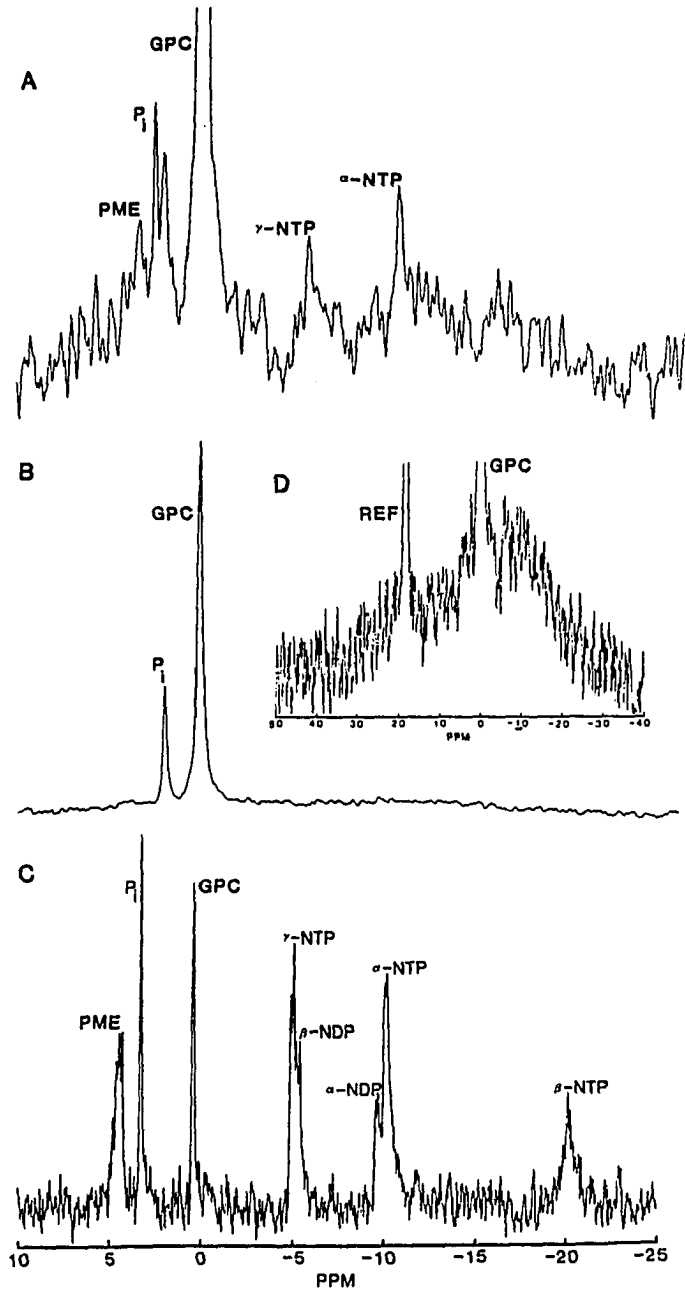 A
GPC
Pi
PME
γ-NTP
α-NTP
B
GPC
Pi
D
REF
GPC
50 40 30 20 10 0 -10 -20 -30 -40
PPM
C
Pi
GPC
PME
γ-NTP
β-NDP
α-NDP
α-NTP
β-NTP
10 5 0 -5 -10 -15 -20 -25
PPM